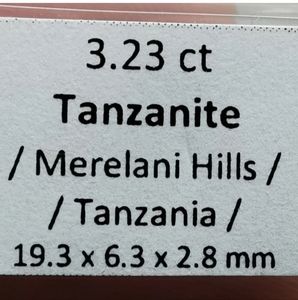 3.23 ct
Tanzanite
/ Merelani Hills /
/ Tanzania /
19.3 x 6.3 x 2.8 mm